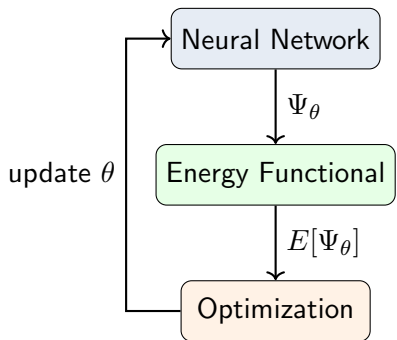 Neural Network
Ψ_θ
update θ
Energy Functional
E[Ψ_θ]
Optimization